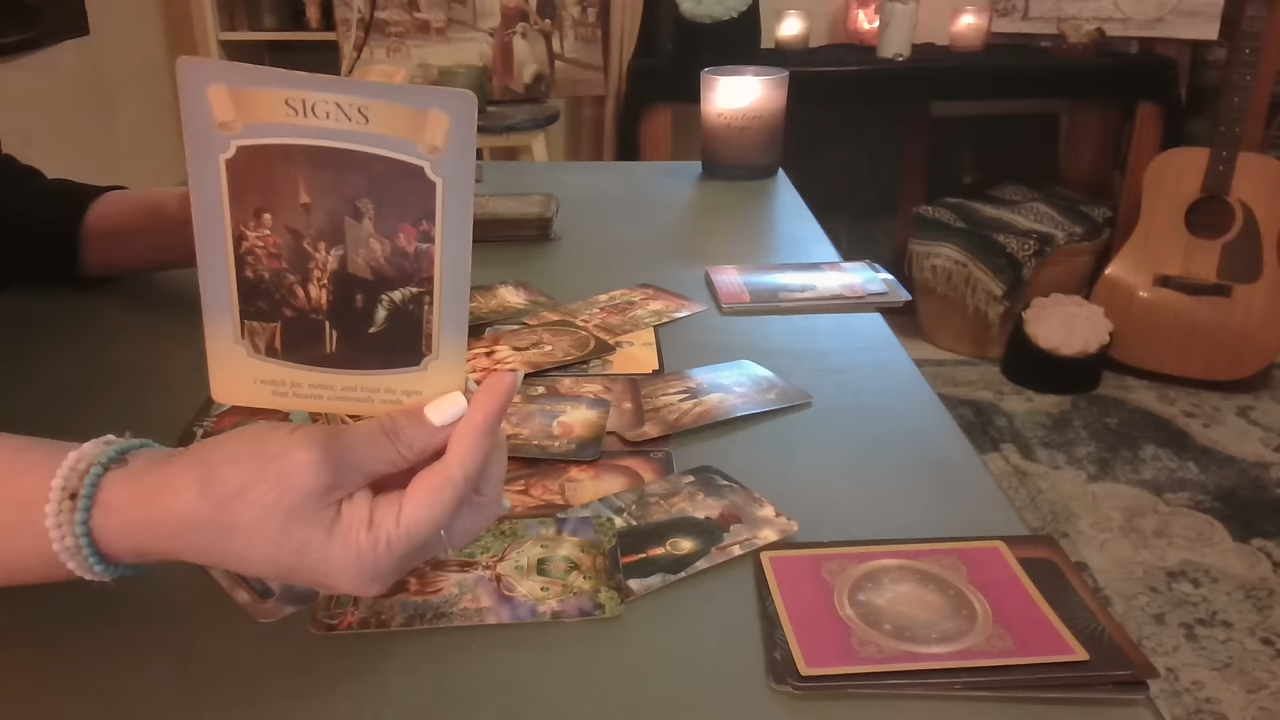 SIGNS
I watch for, notice, and trust the signs
that heaven continually sends.